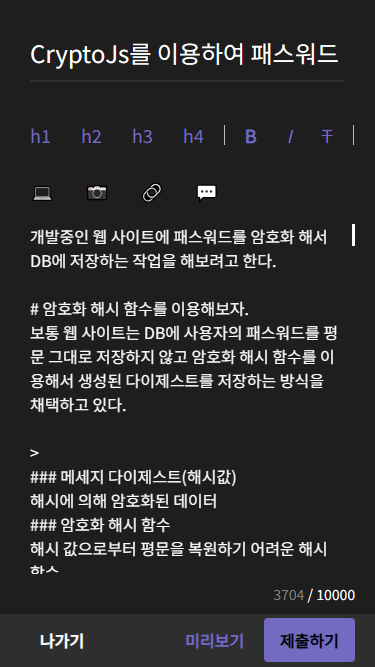 CryptoJs를 이용하여 패스워드
h1 h2 h3 h4 B I T
개발중인 웹 사이트에 패스워드를 암호화 해서
DB에 저장하는 작업을 해보려고 한다.
# 암호화 해시 함수를 이용해보자.
보통 웹 사이트는 DB에 사용자의 패스워드를 평
문 그대로 저장하지 않고 암호화 해시 함수를 이
용해서 생성된 다이제스트를 저장하는 방식을
채택하고 있다.
>
### 메세지 다이제스트(해시값)
해시에 의해 암호화된 데이터
### 암호화 해시 함수
해시 값으로부터 평문을 복원하기 어려운 해시
함수
3704 / 10000
나가기 미리보기 제출하기